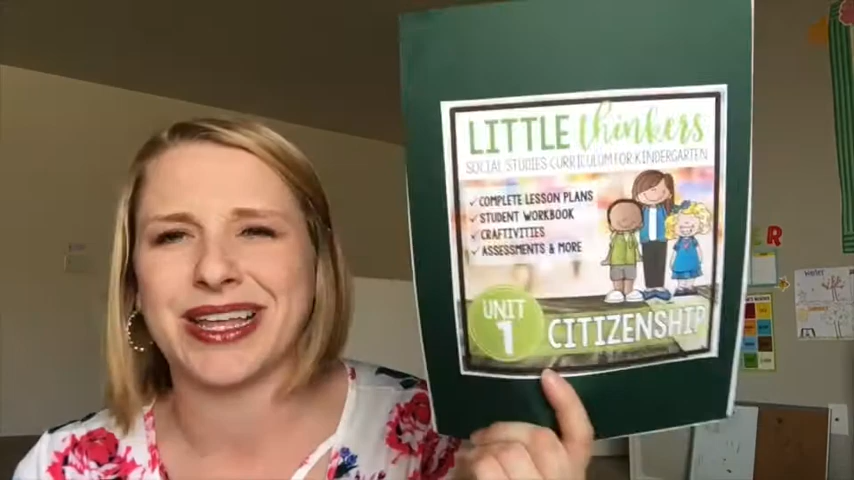 LITTLE thinkers
SOCIAL STUDIES CURRICULUM FOR KINDERGARTEN
✓ COMPLETE LESSON PLANS
✓ STUDENT WORKBOOK
✓ CRAFTIVITIES
✓ ASSESSMENTS & MORE
UNIT
1
CITIZENSHIP
R